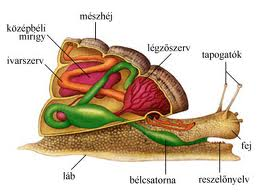 mészhéj
középbéli
mirigy
légzőszerv
ivarszerv
tapogatók
fej
láb
bélcsatorna
reszelőnyelv